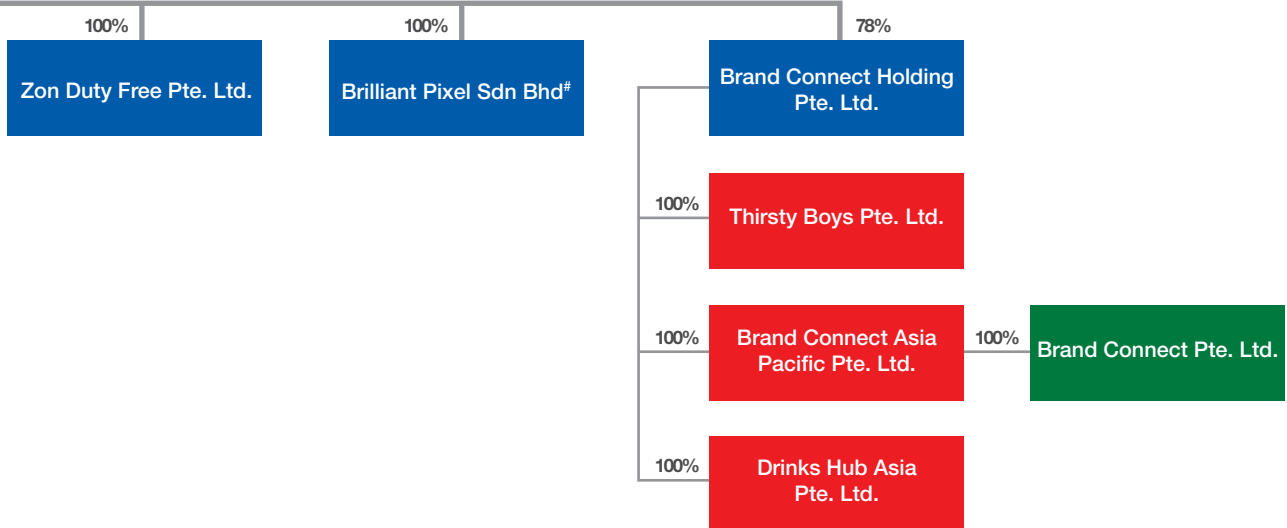 100%
100%
78%
Zon Duty Free Pte. Ltd.
Brilliant Pixel Sdn Bhd#
Brand Connect Holding
Pte. Ltd.
100%
Thirsty Boys Pte. Ltd.
100%
Brand Connect Asia
Pacific Pte. Ltd.
100%
Brand Connect Pte. Ltd.
100%
Drinks Hub Asia
Pte. Ltd.